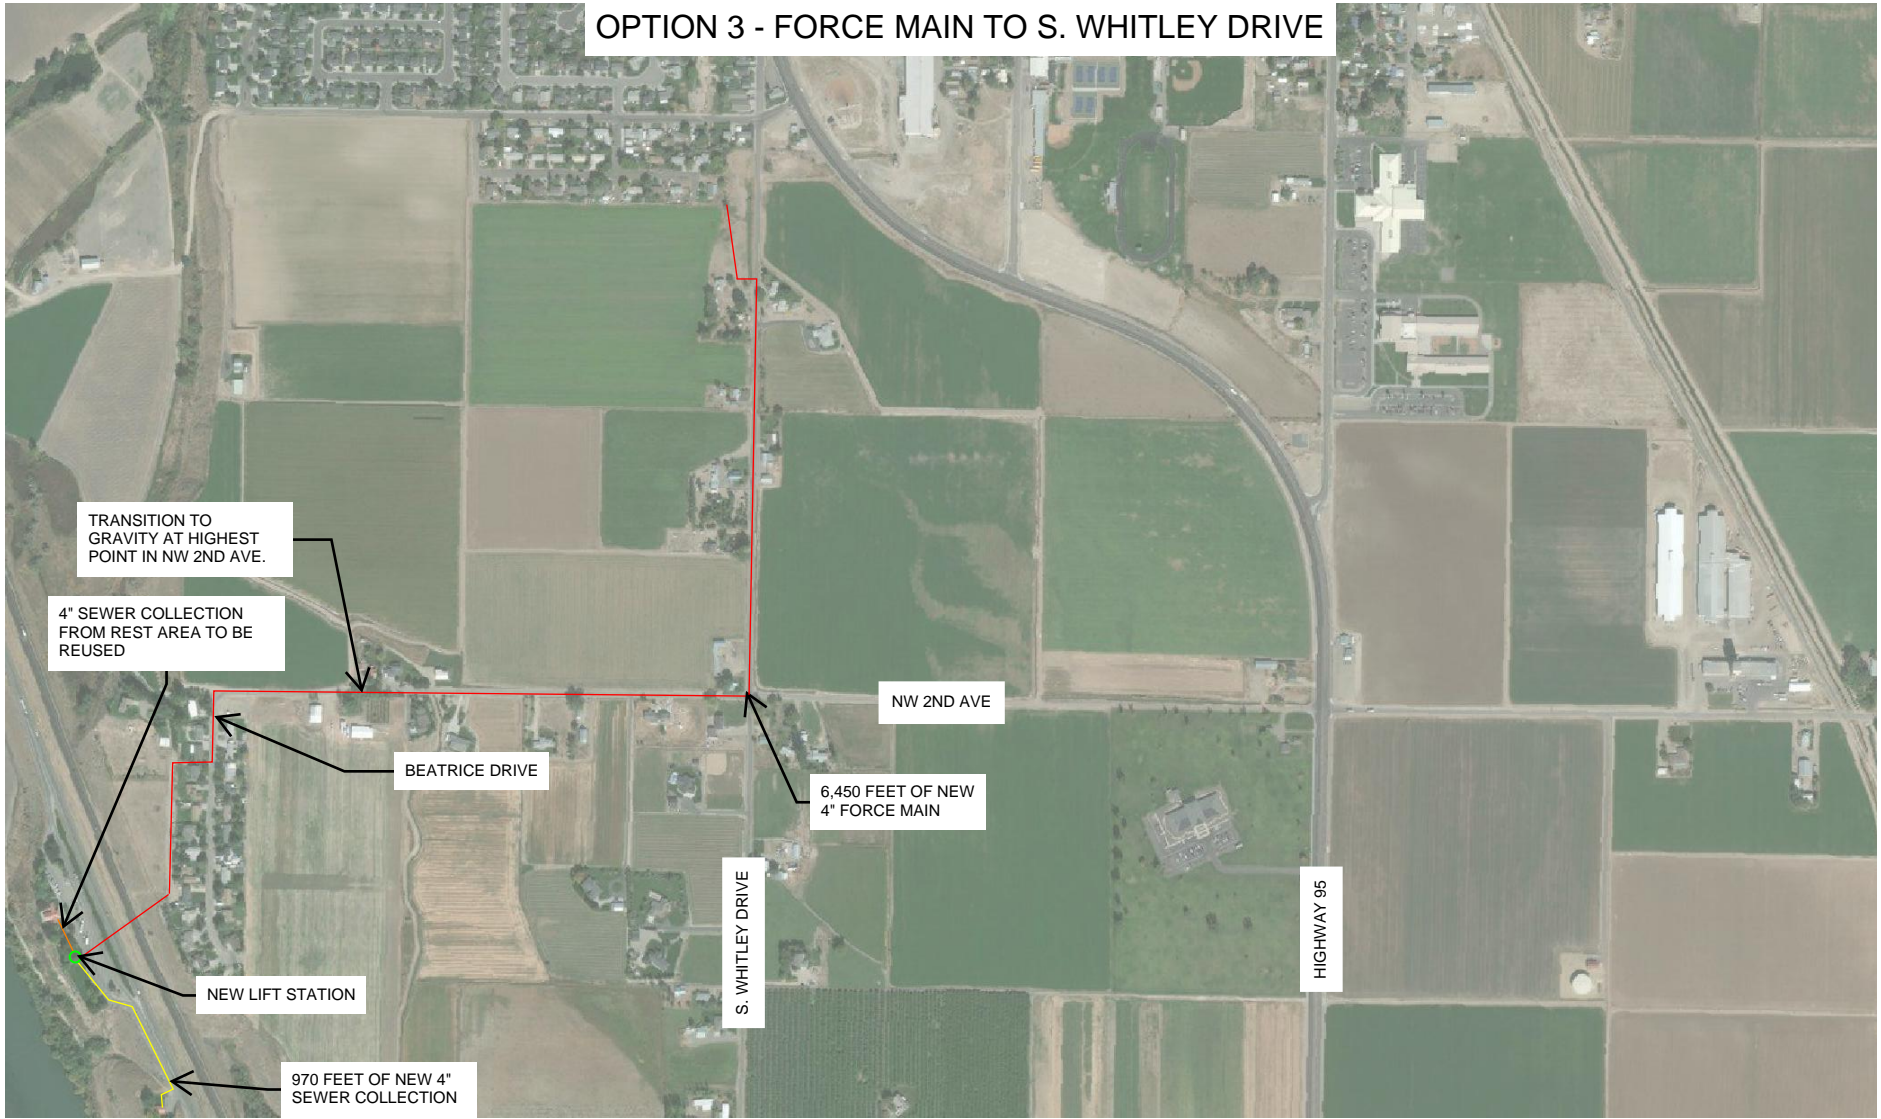 OPTION 3 - FORCE MAIN TO S. WHITLEY DRIVE
TRANSITION TO
GRAVITY AT HIGHEST
POINT IN NW 2ND AVE.
4" SEWER COLLECTION
FROM REST AREA TO BE
REUSED
NW 2ND AVE
BEATRICE DRIVE
6,450 FEET OF NEW
4" FORCE MAIN
S. WHITLEY DRIVE
HIGHWAY 95
NEW LIFT STATION
970 FEET OF NEW 4"
SEWER COLLECTION